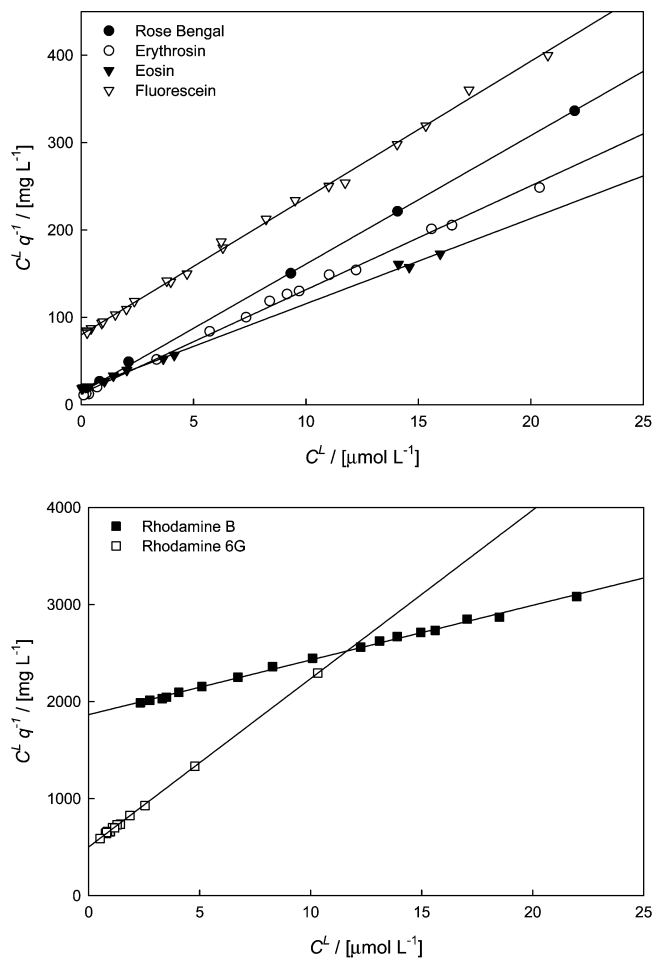 Rose Bengal
Erythrosin
Eosin
Fluorescein
400
300
200
100
0
C^L q^-1 / [mg L^-1]
0 5 10 15 20 25
C^L / [µmol L^-1]
4000
Rhodamine B
Rhodamine 6G
3000
2000
1000
0
C^L q^-1 / [mg L^-1]
0 5 10 15 20 25
C^L / [µmol L^-1]